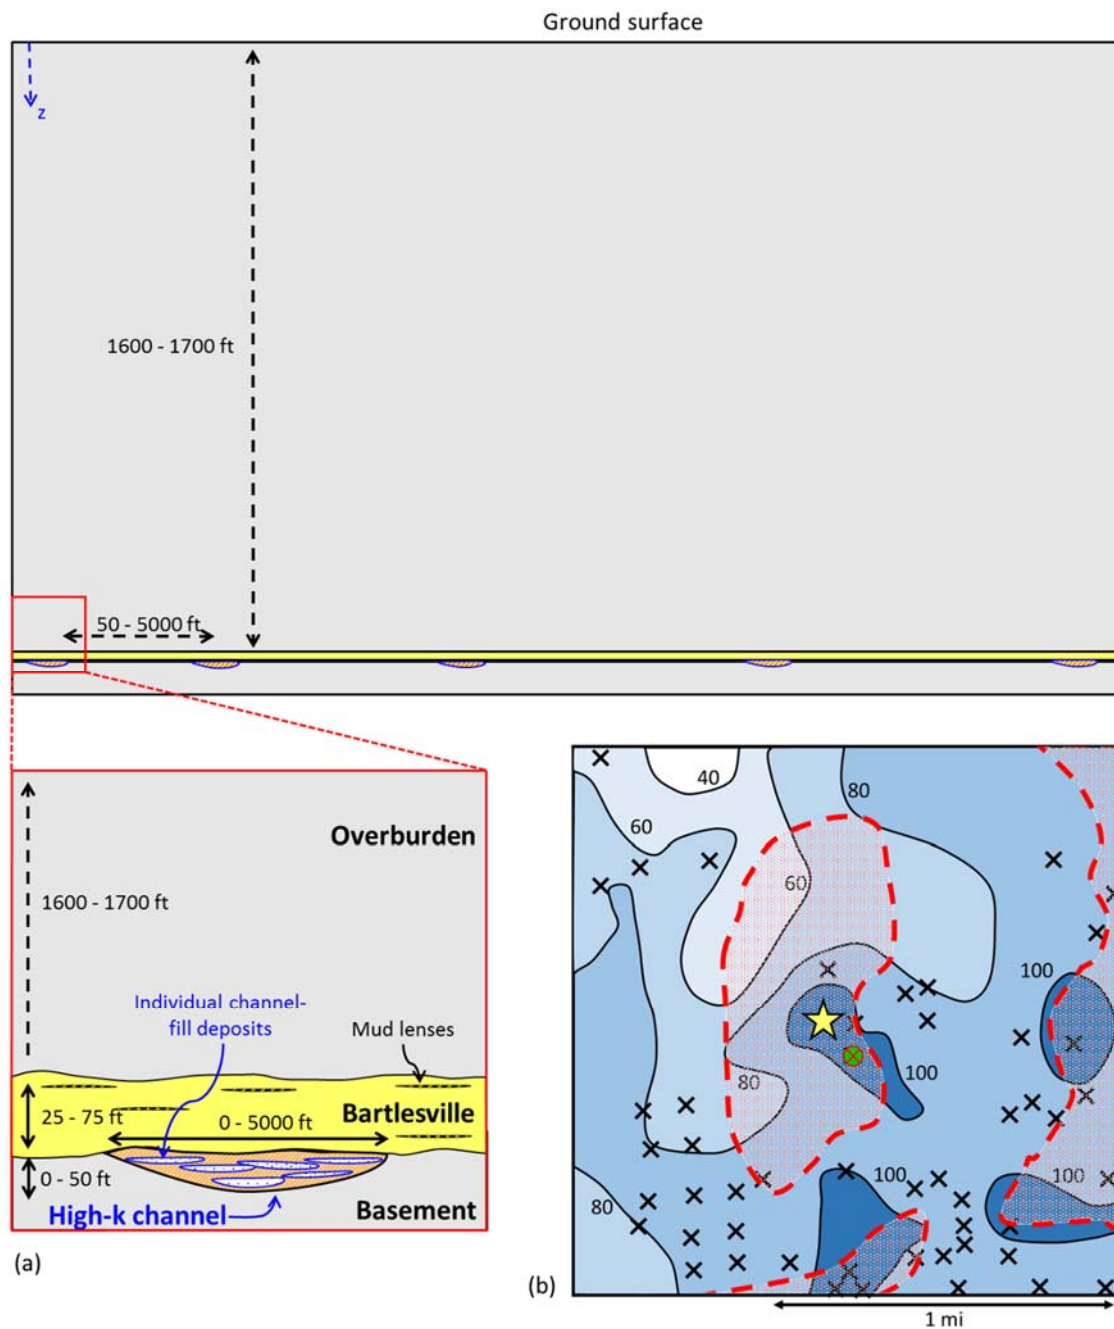 Ground surface
z
1600 - 1700 ft
50 - 5000 ft
Overburden
1600 - 1700 ft
Individual channel-
fill deposits
Mud lenses
25 - 75 ft
Bartlesville
0 - 5000 ft
0 - 50 ft
High-k channel
Basement
(a)
40
80
60
60
100
80
100
100
100
80
(b)
1 mi